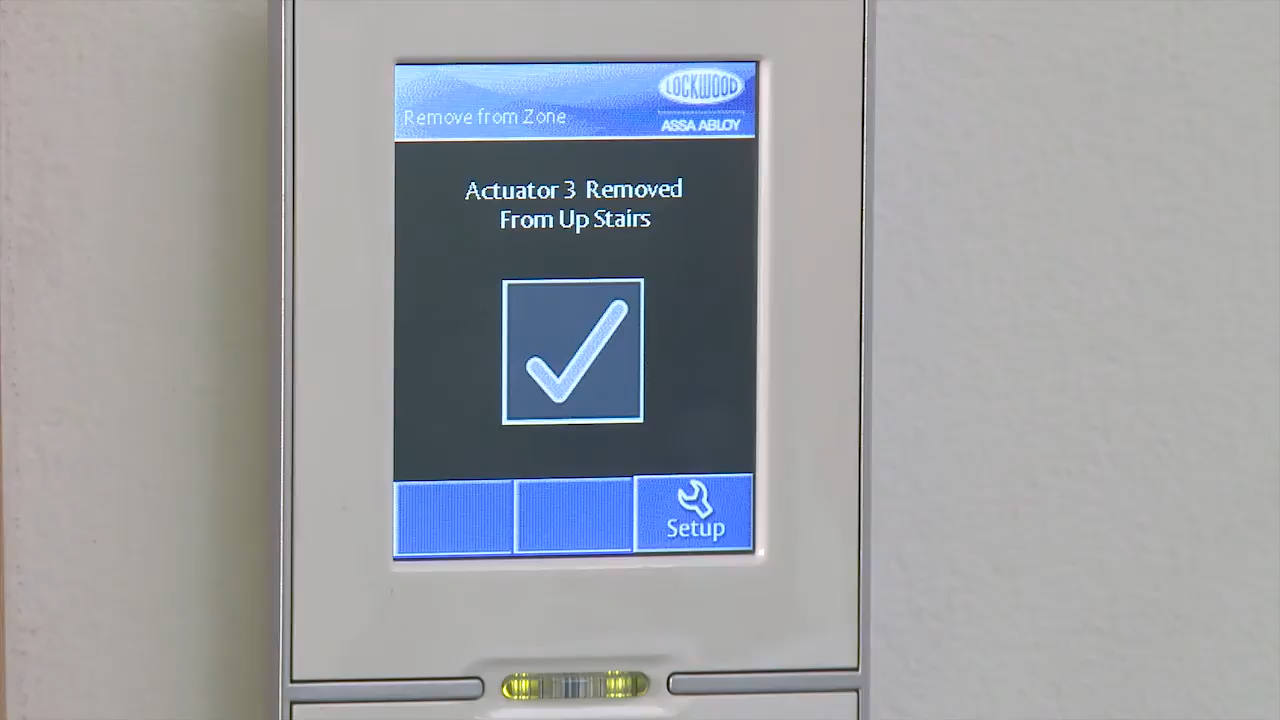 LOCKWOOD
Remove from Zone
ASSA ABLOY
Actuator 3 Removed
From Up Stairs
Setup